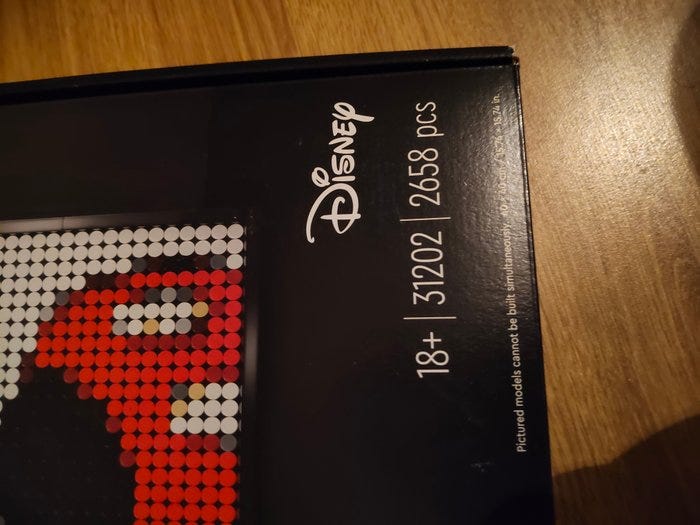 Disney
18+ | 31202 | 2658 pcs
Pictured models cannot be built simultaneously.